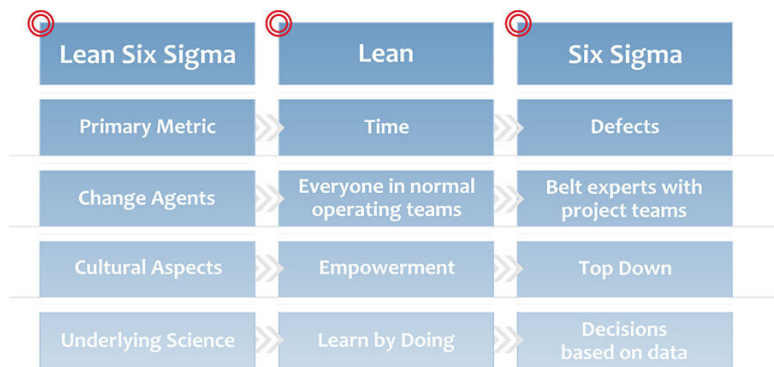 Lean Six Sigma
Lean
Six Sigma
Primary Metric
Time
Defects
Change Agents
Everyone in normal
operating teams
Belt experts with
project teams
Cultural Aspects
Empowerment
Top Down
Underlying Science
Learn by Doing
Decisions
based on data